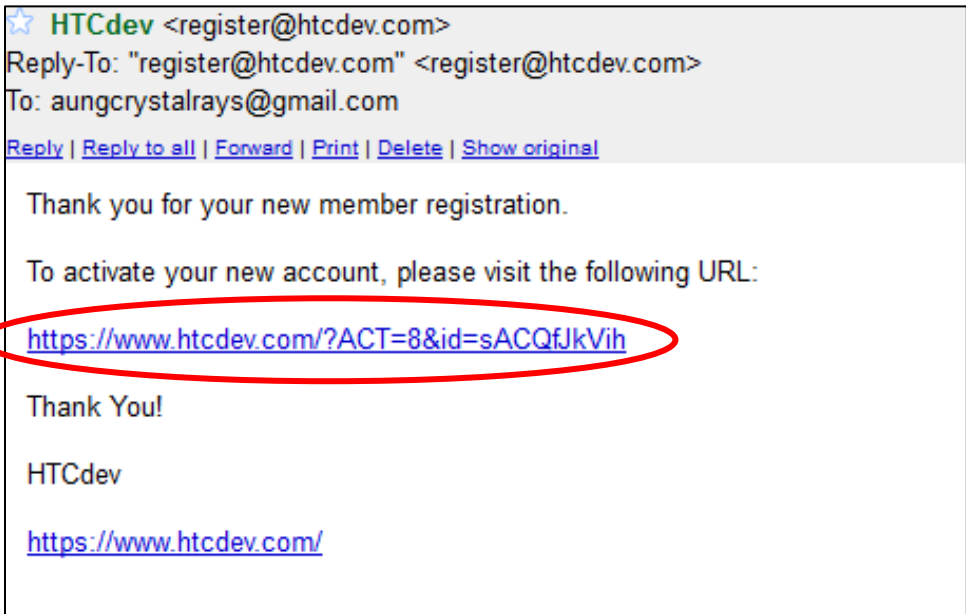 HTCdev <register@htcdev.com>
Reply-To: "register@htcdev.com" <register@htcdev.com>
To: aungcrystalrays@gmail.com
Reply | Reply to all | Forward | Print | Delete | Show original
Thank you for your new member registration.
To activate your new account, please visit the following URL:
https://www.htcdev.com/?ACT=8&id=sACQfJkVih
Thank You!
HTCdev
https://www.htcdev.com/